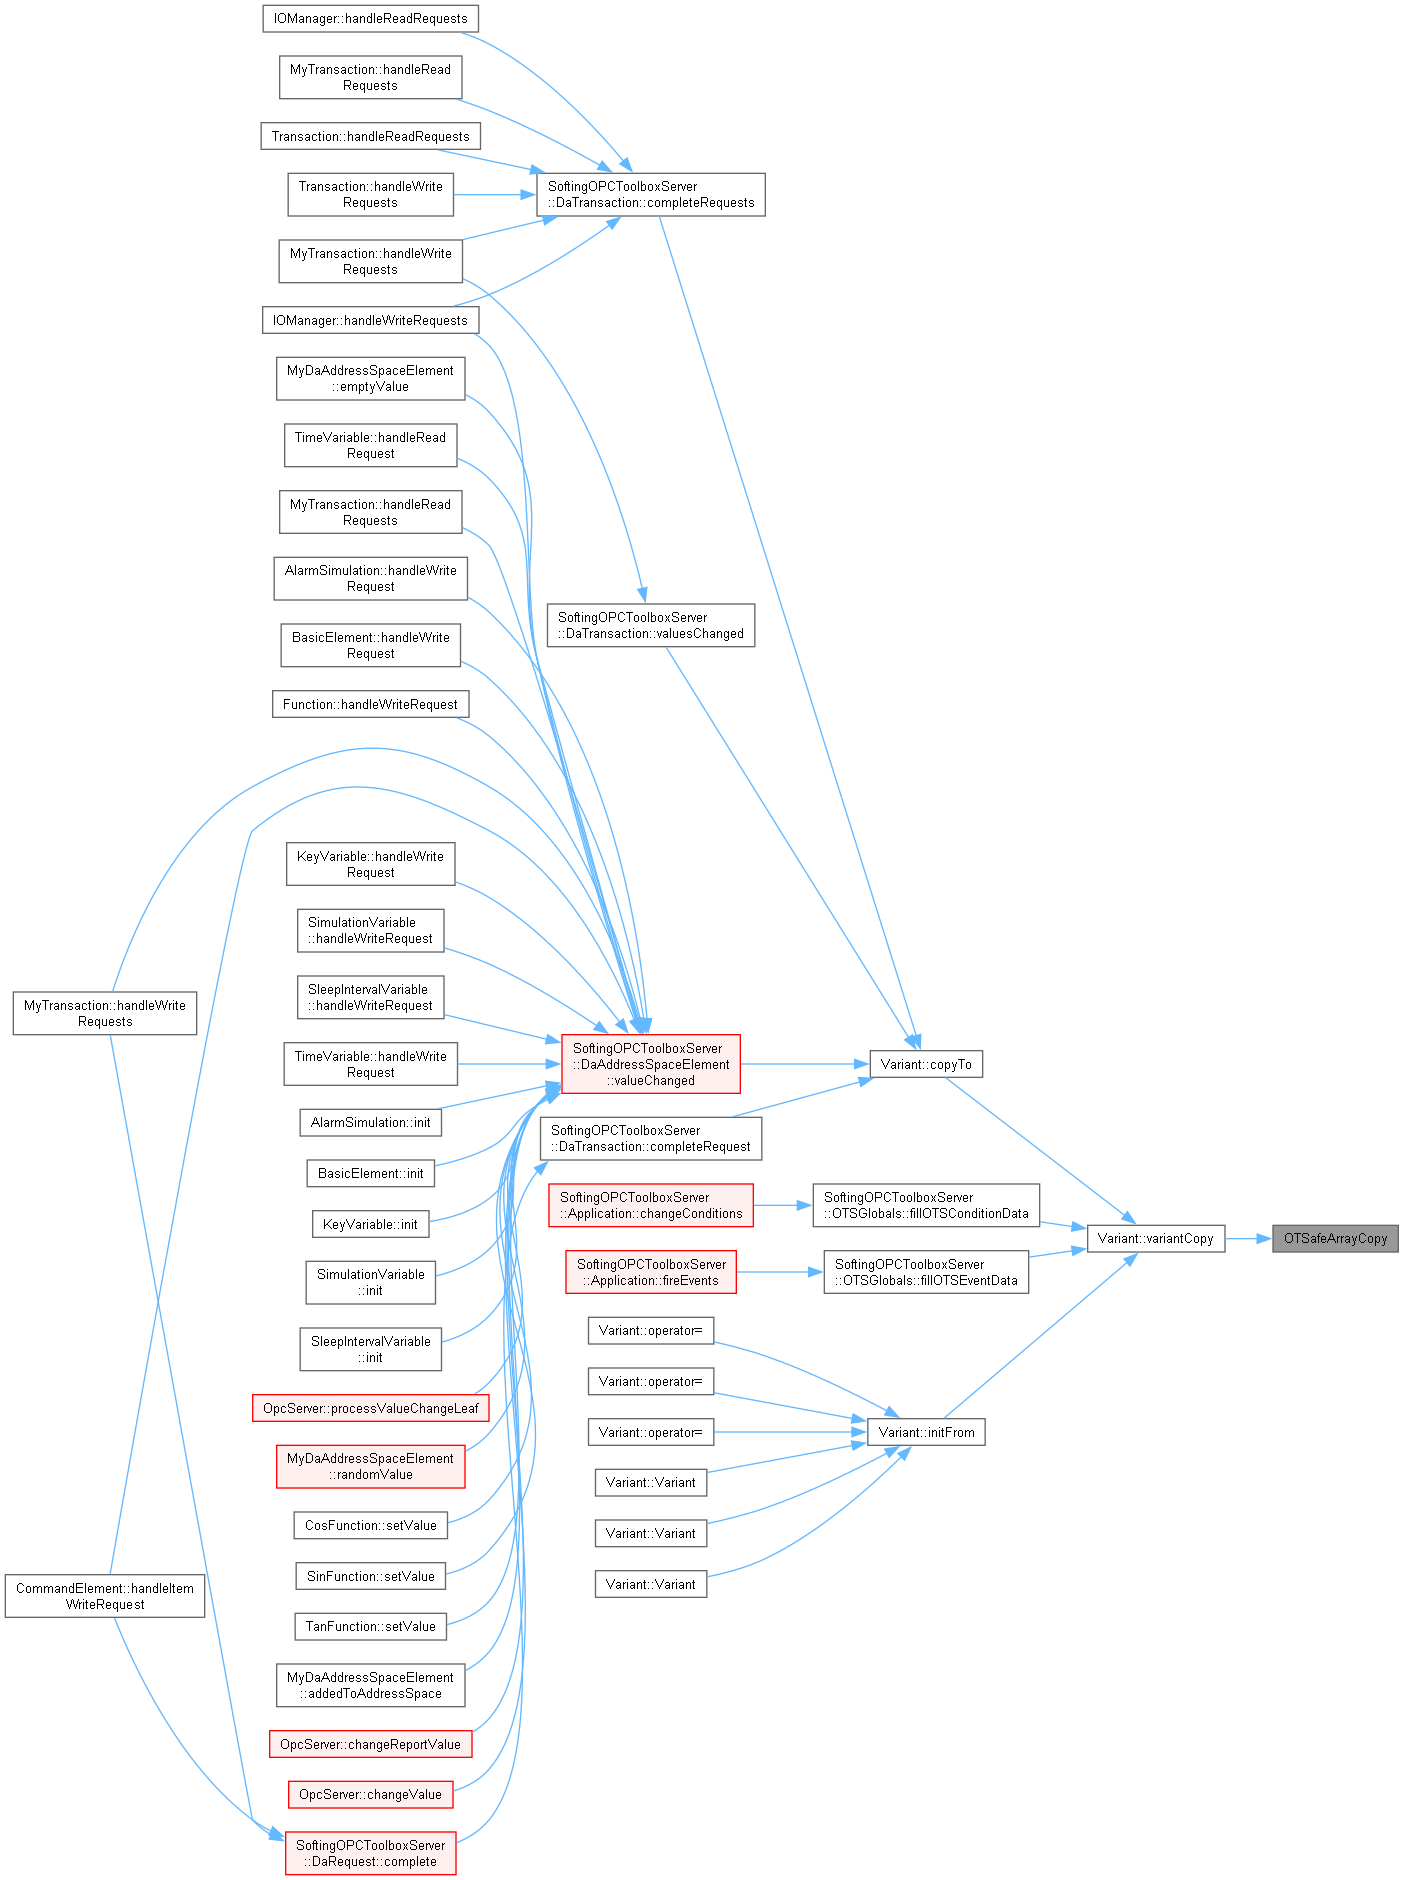 IOManager::handleReadRequests
MyTransaction::handleRead
Requests
Transaction::handleReadRequests
Transaction::handleWrite
Requests
MyTransaction::handleWrite
Requests
IOManager::handleWriteRequests
MyDaAddressSpaceElement
::emptyValue
TimeVariable::handleRead
Request
MyTransaction::handleRead
Requests
AlarmSimulation::handleWrite
Request
BasicElement::handleWrite
Request
Function::handleWriteRequest
KeyVariable::handleWrite
Request
SimulationVariable
::handleWriteRequest
SleepIntervalVariable
::handleWriteRequest
MyTransaction::handleWrite
Requests
TimeVariable::handleWrite
Request
AlarmSimulation::init
BasicElement::init
KeyVariable::init
SimulationVariable
::init
SleepIntervalVariable
::init
OpcServer::processValueChangeLeaf
MyDaAddressSpaceElement
::randomValue
CosFunction::setValue
SinFunction::setValue
CommandElement::handleItem
WriteRequest
TanFunction::setValue
MyDaAddressSpaceElement
::addedToAddressSpace
OpcServer::changeReportValue
OpcServer::changeValue
SoftingOPCToolboxServer
::DaRequest::complete
SoftingOPCToolboxServer
::DaTransaction::completeRequests
SoftingOPCToolboxServer
::DaTransaction::valuesChanged
SoftingOPCToolboxServer
::DaAddressSpaceElement
::valueChanged
SoftingOPCToolboxServer
::DaTransaction::completeRequest
SoftingOPCToolboxServer
::Application::changeConditions
SoftingOPCToolboxServer
::Application::fireEvents
Variant::operator=
Variant::operator=
Variant::operator=
Variant::Variant
Variant::Variant
Variant::Variant
Variant::copyTo
SoftingOPCToolboxServer
::OTSGlobals::fillOTSConditionData
SoftingOPCToolboxServer
::OTSGlobals::fillOTSEventData
Variant::initFrom
Variant::variantCopy
OTSafeArrayCopy